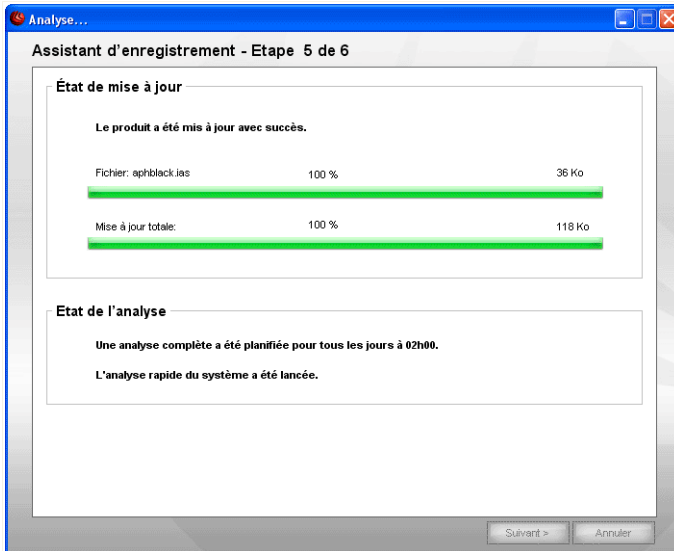 Analyse...
Assistant d'enregistrement - Etape 5 de 6
État de mise à jour
Le produit a été mis à jour avec succès.
Fichier: aphblack.ias 100 % 36 Ko
Mise à jour totale: 100 % 118 Ko
Etat de l'analyse
Une analyse complète a été planifiée pour tous les jours à 02h00.
L'analyse rapide du système a été lancée.
Suivant > Annuler